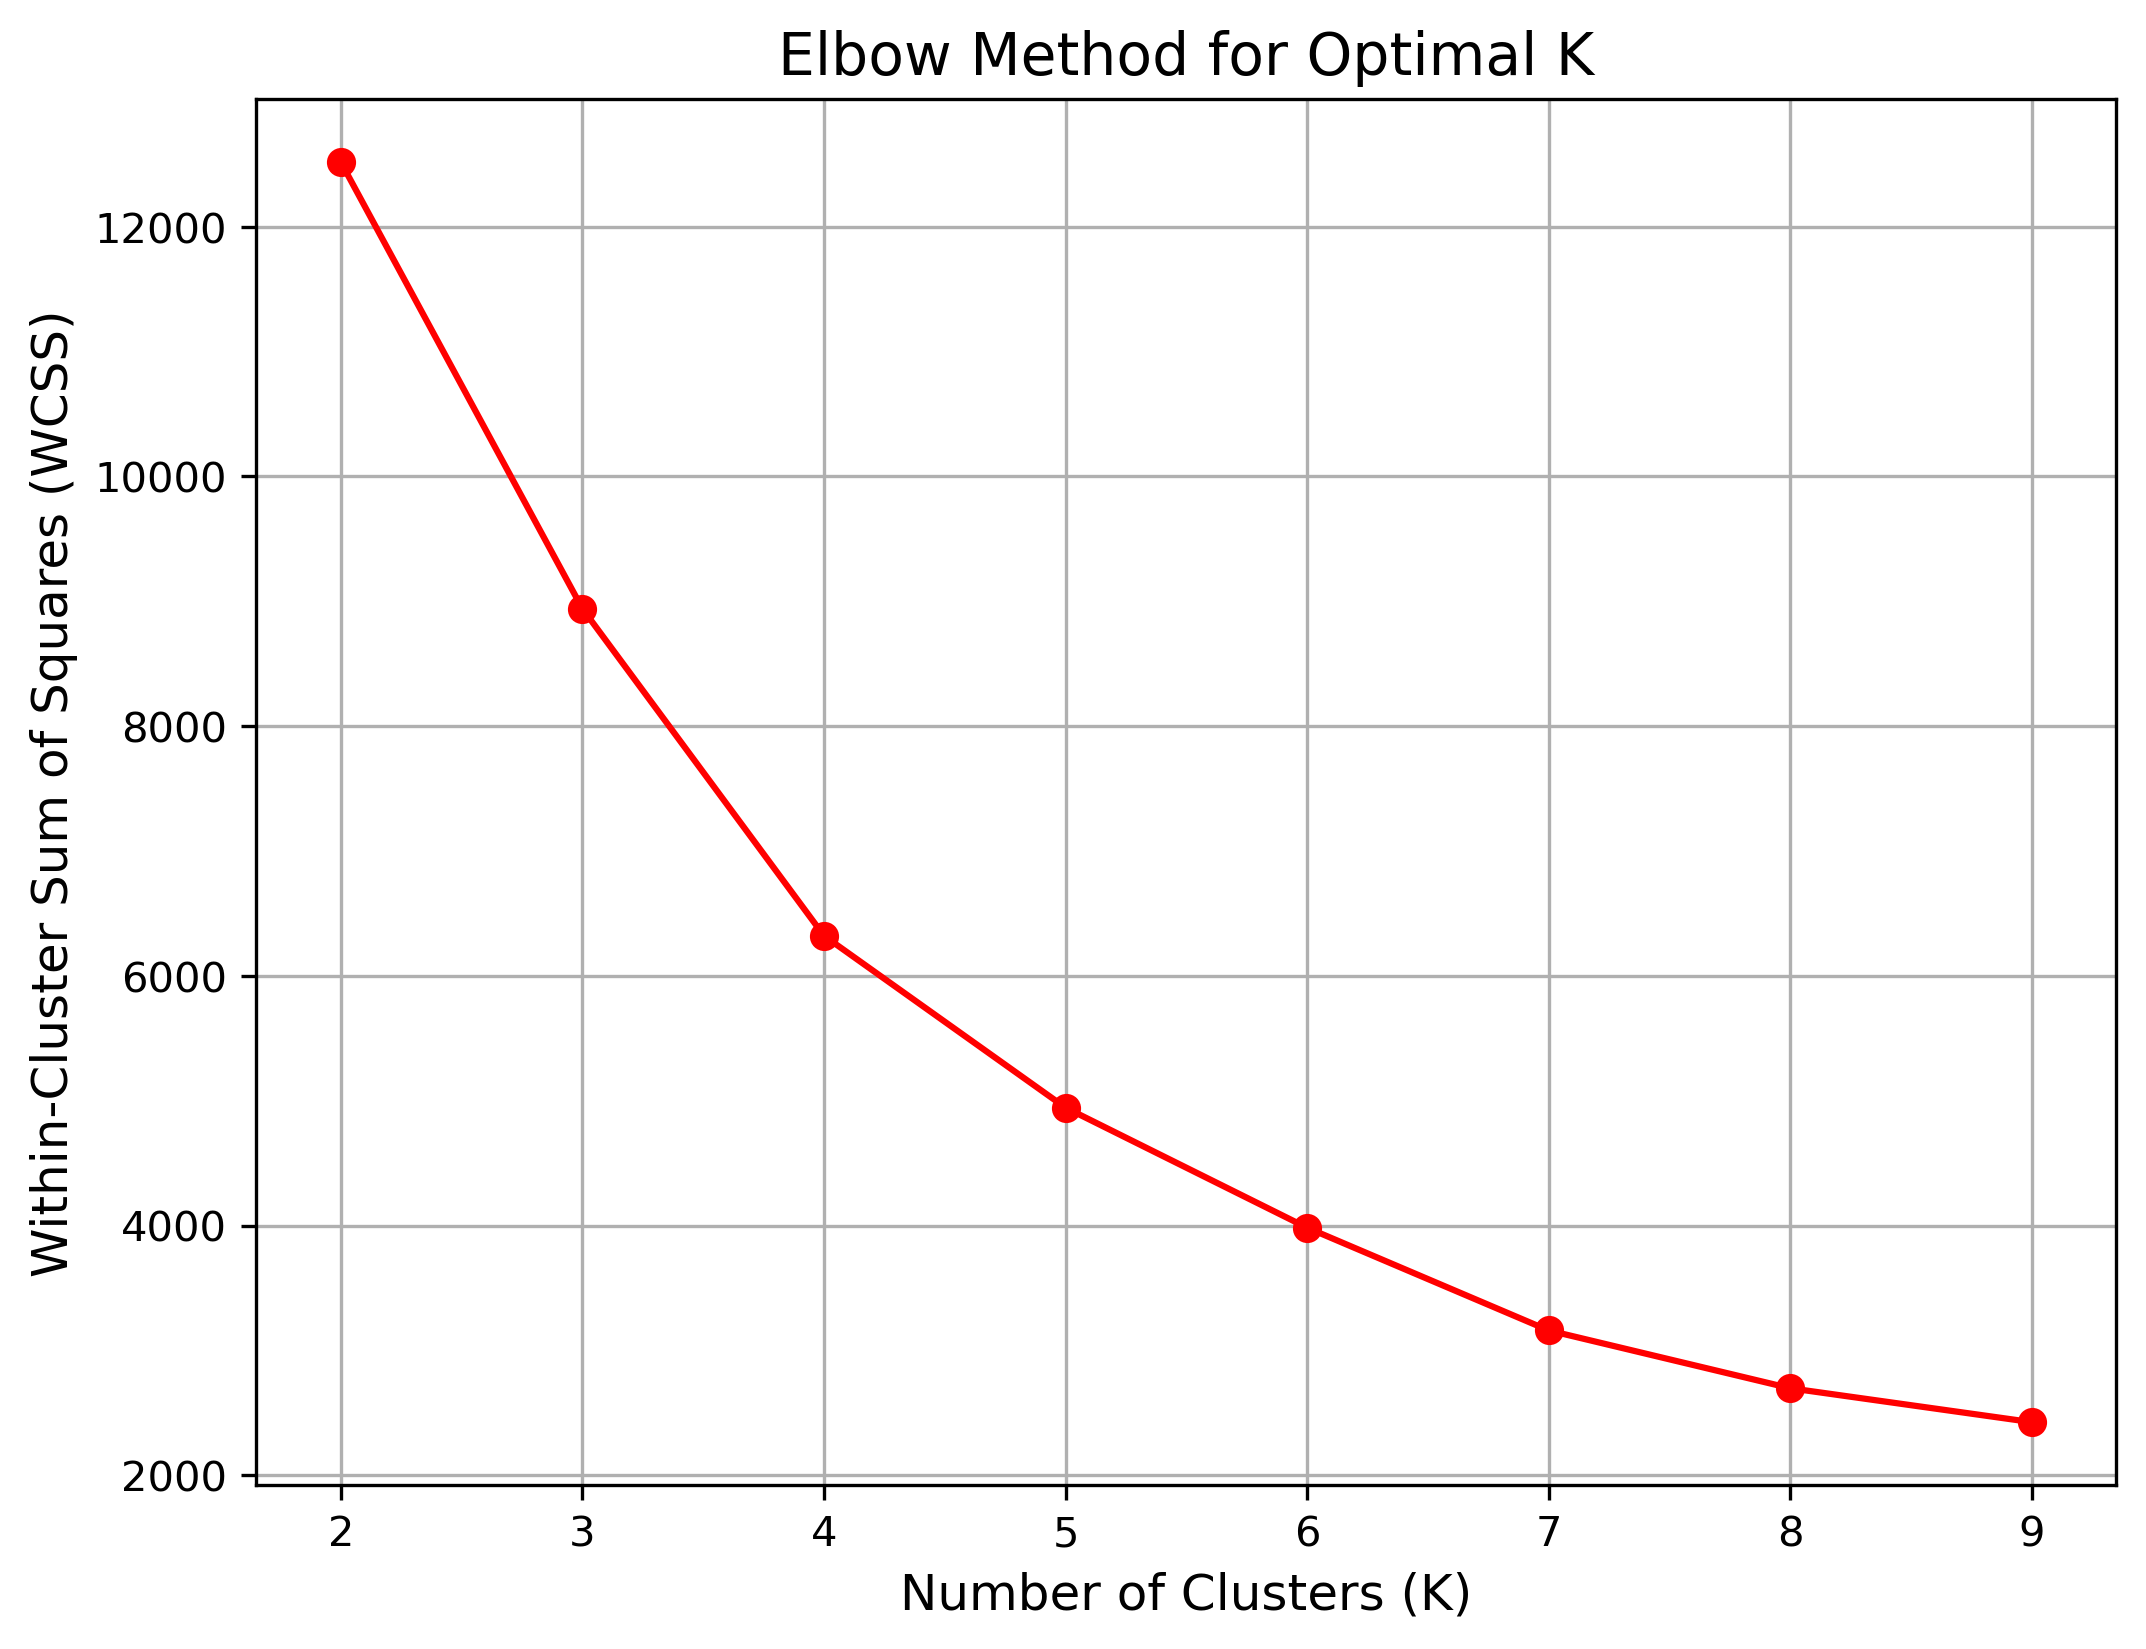 Elbow Method for Optimal K
Within-Cluster Sum of Squares (WCSS)
12000
10000
8000
6000
4000
2000
2 3 4 5 6 7 8 9
Number of Clusters (K)